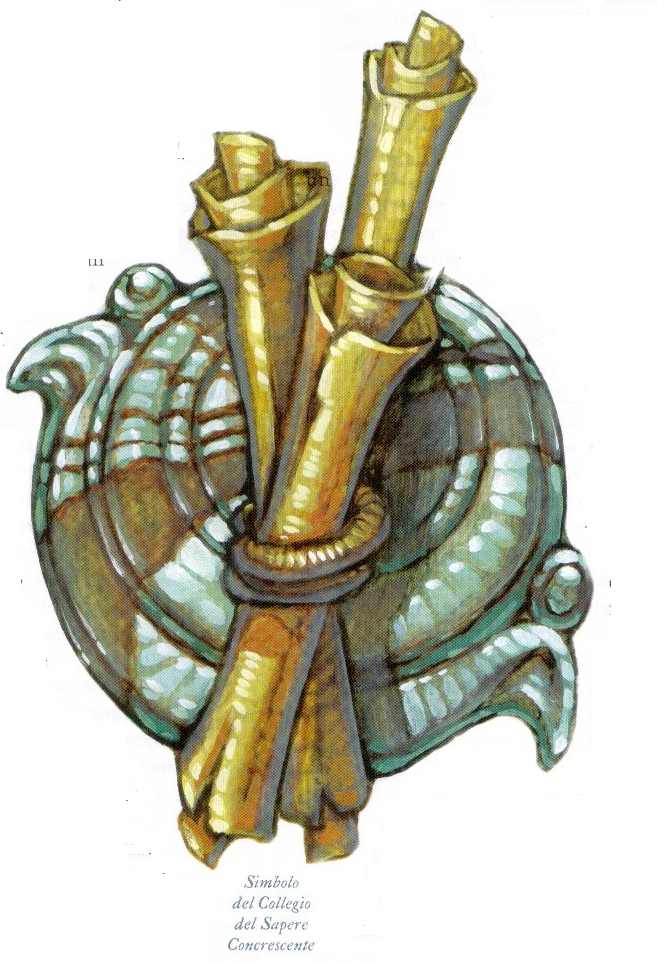 Simbolo
del Collegio
del Sapere
Concrescente